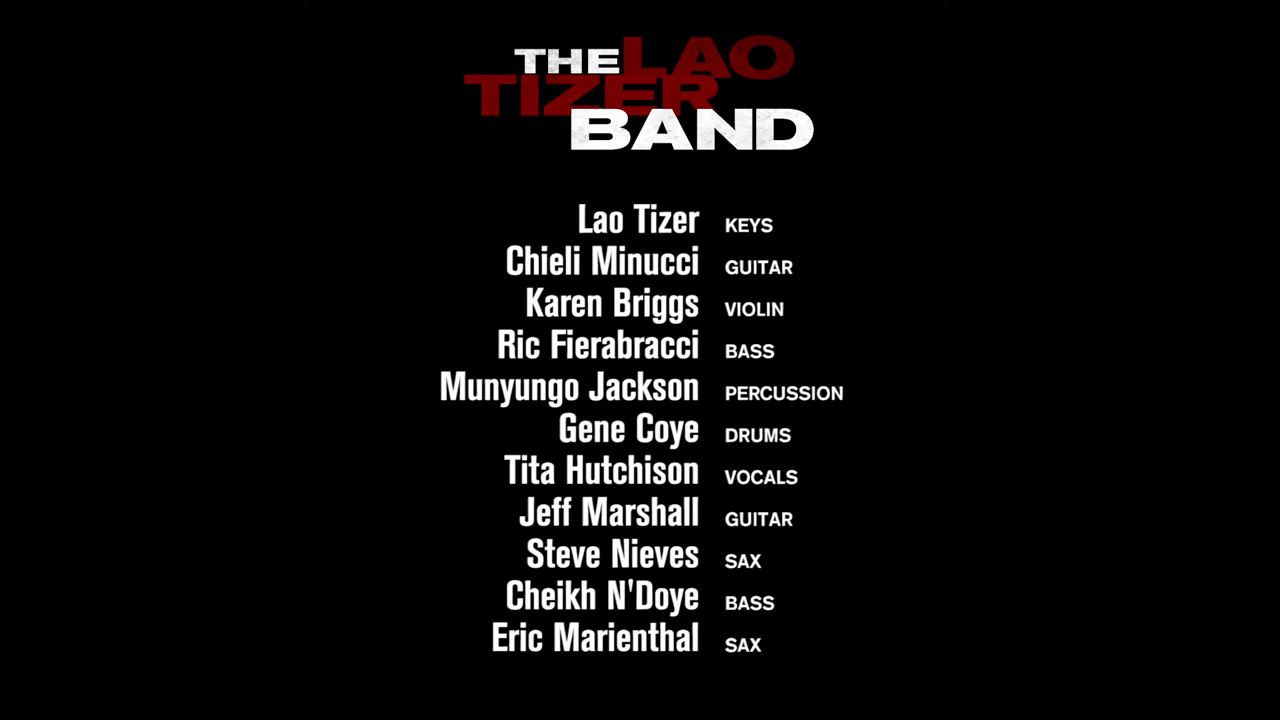 THE LAO
TIZER
BAND
Lao Tizer KEYS
Chieli Minucci GUITAR
Karen Briggs VIOLIN
Ric Fierabracci BASS
Munyungo Jackson PERCUSSION
Gene Coye DRUMS
Tita Hutchison VOCALS
Jeff Marshall GUITAR
Steve Nieves SAX
Cheikh N'Doye BASS
Eric Marienthal SAX